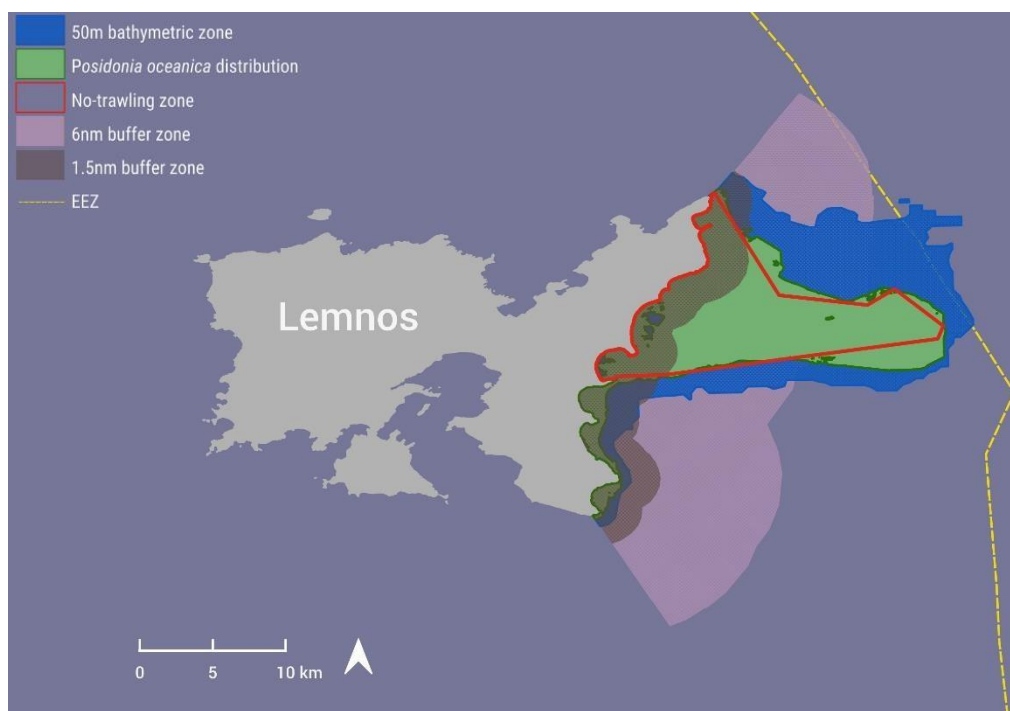 50m bathymetric zone
Posidonia oceanica distribution
No-trawling zone
6nm buffer zone
1.5nm buffer zone
EEZ
Lemnos
0 5 10 km